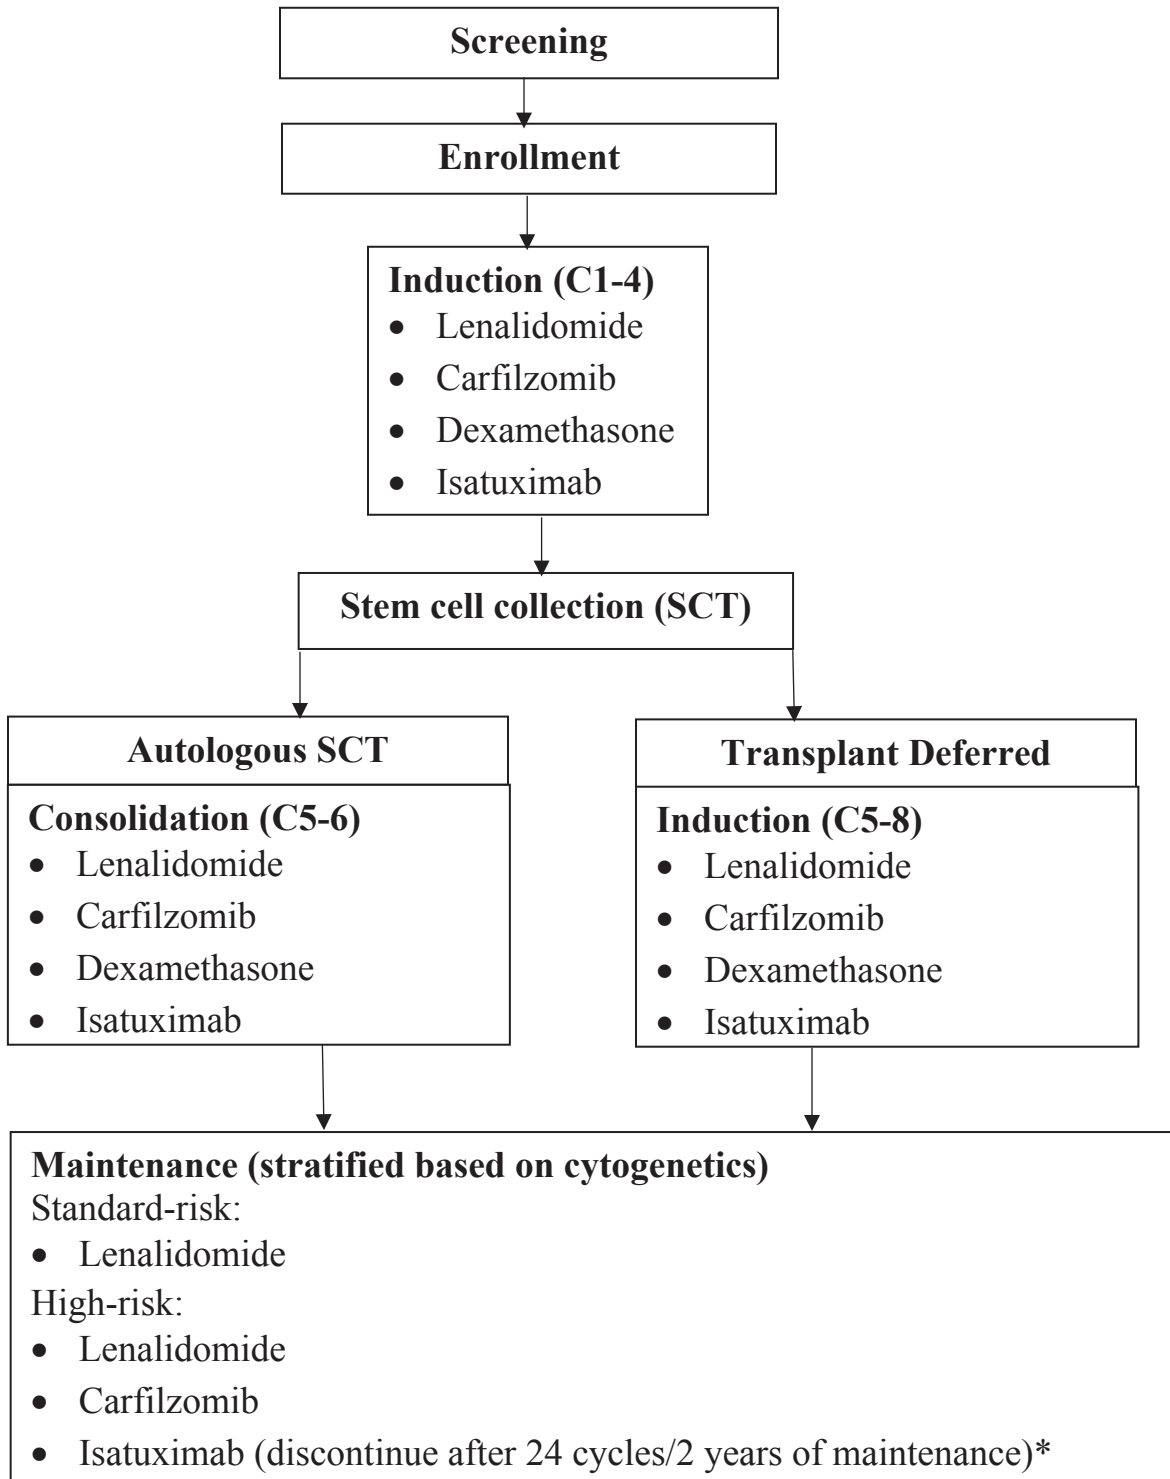 Screening
Enrollment
Induction (C1-4)
• Lenalidomide
• Carfilzomib
• Dexamethasone
• Isatuximab
Stem cell collection (SCT)
Autologous SCT
Consolidation (C5-6)
• Lenalidomide
• Carfilzomib
• Dexamethasone
• Isatuximab
Transplant Deferred
Induction (C5-8)
• Lenalidomide
• Carfilzomib
• Dexamethasone
• Isatuximab
Maintenance (stratified based on cytogenetics)
Standard-risk:
• Lenalidomide
High-risk:
• Lenalidomide
• Carfilzomib
• Isatuximab (discontinue after 24 cycles/2 years of maintenance)*